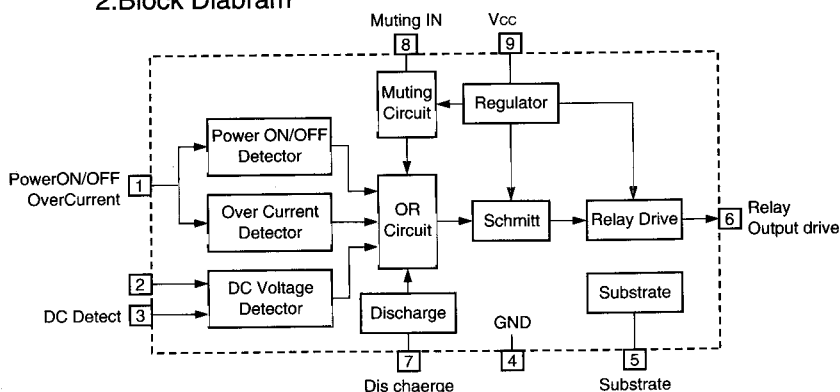 2.Block Diabram
Muting IN
Vcc
8
9
Muting
Circuit
Regulator
Power ON/OFF
Detector
PowerON/OFF
OverCurrent
1
Over Current
Detector
OR
Circuit
Schmitt
Relay Drive
6
Relay
Output drive
2
DC Detect
3
DC Voltage
Detector
Discharge
Substrate
GND
7
4
5
Dis chaerge
Substrate